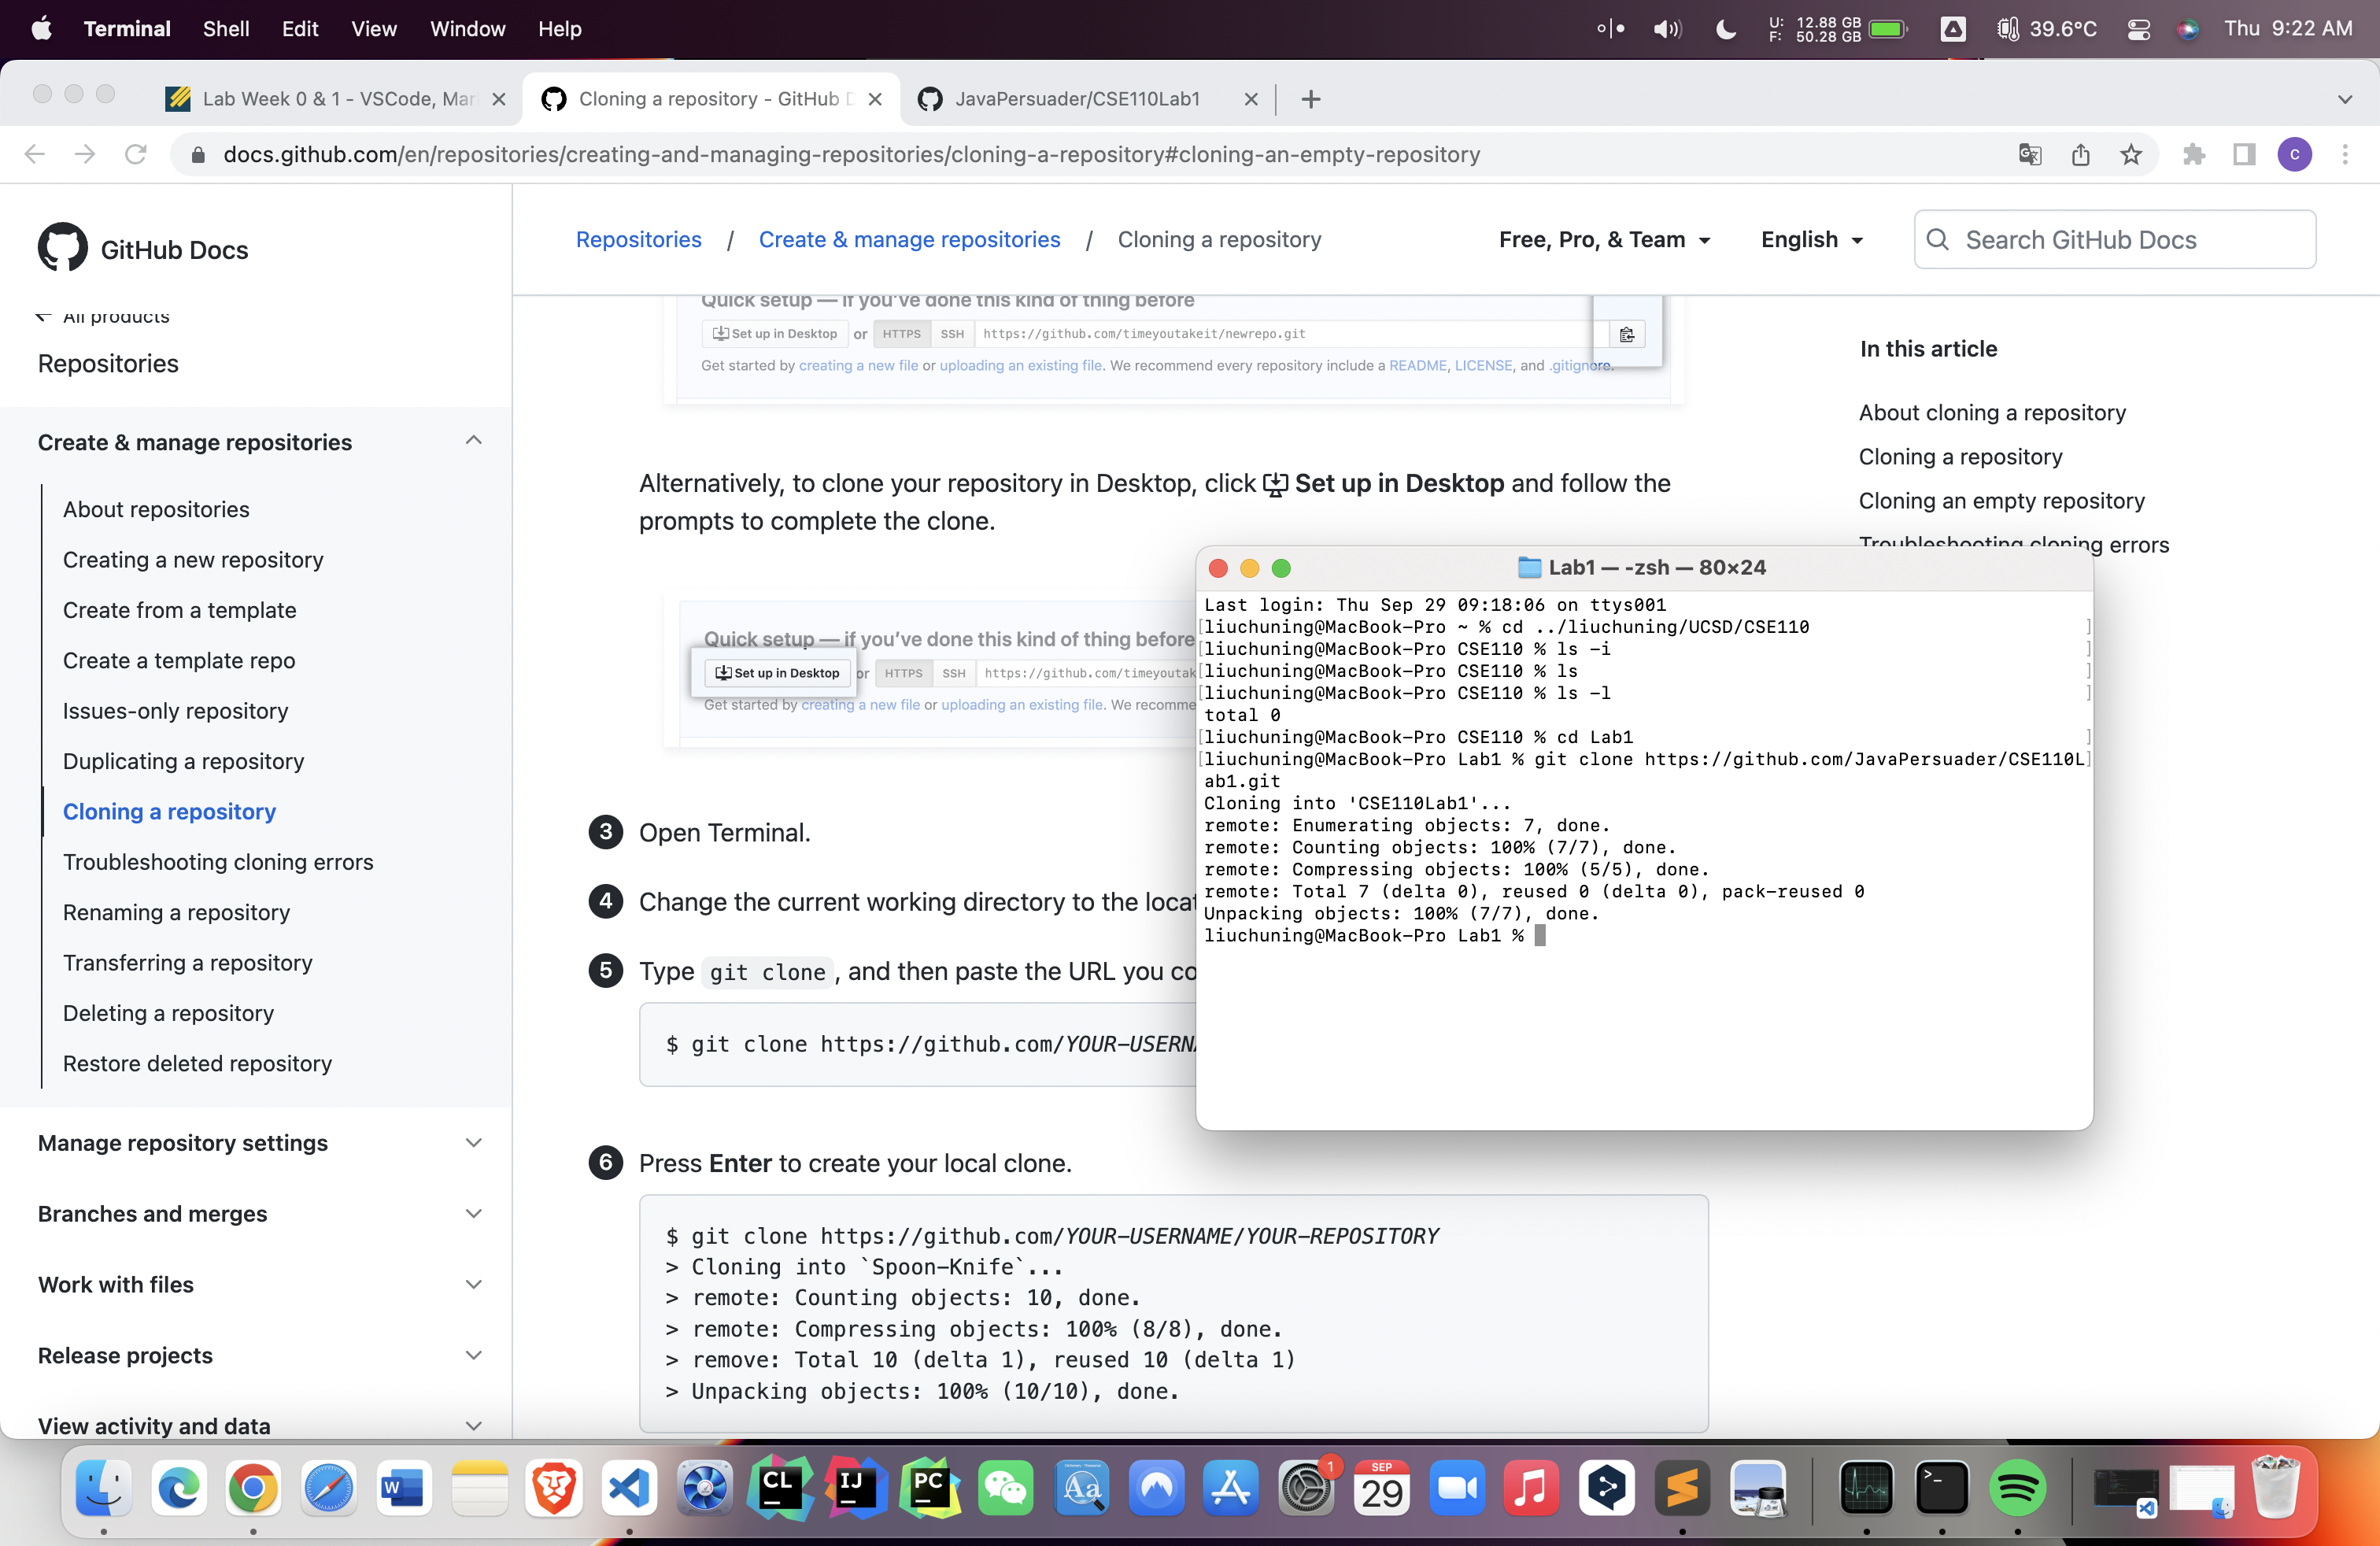 Terminal Shell Edit View Window Help
U: 12.88 GB
F: 50.28 GB
39.6°C
Thu 9:22 AM
Lab Week 0 & 1 - VSCode, Mar
Cloning a repository - GitHub D
JavaPersuader/CSE110Lab1
docs.github.com/en/repositories/creating-and-managing-repositories/cloning-a-repository#cloning-an-empty-repository
C
GitHub Docs
Repositories / Create & manage repositories / Cloning a repository
Free, Pro, & Team
English
Search GitHub Docs
All products
Repositories
Create & manage repositories
About repositories
Creating a new repository
Create from a template
Create a template repo
Issues-only repository
Duplicating a repository
Cloning a repository
Troubleshooting cloning errors
Renaming a repository
Transferring a repository
Deleting a repository
Restore deleted repository
Manage repository settings
Branches and merges
Work with files
Release projects
View activity and data
Quick setup — if you've done this kind of thing before
Set up in Desktop or HTTPS SSH https://github.com/timeyoutakeit/newrepo.git
Get started by creating a new file or uploading an existing file. We recommend every repository include a README, LICENSE, and .gitignore.
Alternatively, to clone your repository in Desktop, click Set up in Desktop and follow the
prompts to complete the clone.
Quick setup — if you've done this kind of thing before
Set up in Desktop or HTTPS SSH https://github.com/timeyoutak
Get started by creating a new file or uploading an existing file. We recomme
3 Open Terminal.
4 Change the current working directory to the locat
5 Type git clone, and then paste the URL you co
$ git clone https://github.com/YOUR-USERN
6 Press Enter to create your local clone.
$ git clone https://github.com/YOUR-USERNAME/YOUR-REPOSITORY
> Cloning into `Spoon-Knife`...
> remote: Counting objects: 10, done.
> remote: Compressing objects: 100% (8/8), done.
> remove: Total 10 (delta 1), reused 10 (delta 1)
> Unpacking objects: 100% (10/10), done.
In this article
About cloning a repository
Cloning a repository
Cloning an empty repository
Troubleshooting cloning errors
Lab1 — -zsh — 80×24
Last login: Thu Sep 29 09:18:06 on ttys001
[liuchuning@MacBook-Pro ~ % cd ../liuchuning/UCSD/CSE110 ]
[liuchuning@MacBook-Pro CSE110 % ls -i ]
[liuchuning@MacBook-Pro CSE110 % ls ]
[liuchuning@MacBook-Pro CSE110 % ls -l ]
total 0
[liuchuning@MacBook-Pro CSE110 % cd Lab1 ]
[liuchuning@MacBook-Pro Lab1 % git clone https://github.com/JavaPersuader/CSE110L]
ab1.git
Cloning into 'CSE110Lab1'...
remote: Enumerating objects: 7, done.
remote: Counting objects: 100% (7/7), done.
remote: Compressing objects: 100% (5/5), done.
remote: Total 7 (delta 0), reused 0 (delta 0), pack-reused 0
Unpacking objects: 100% (7/7), done.
liuchuning@MacBook-Pro Lab1 %
W
CL
IJ
PC
Aa
1
SEP
29
>_